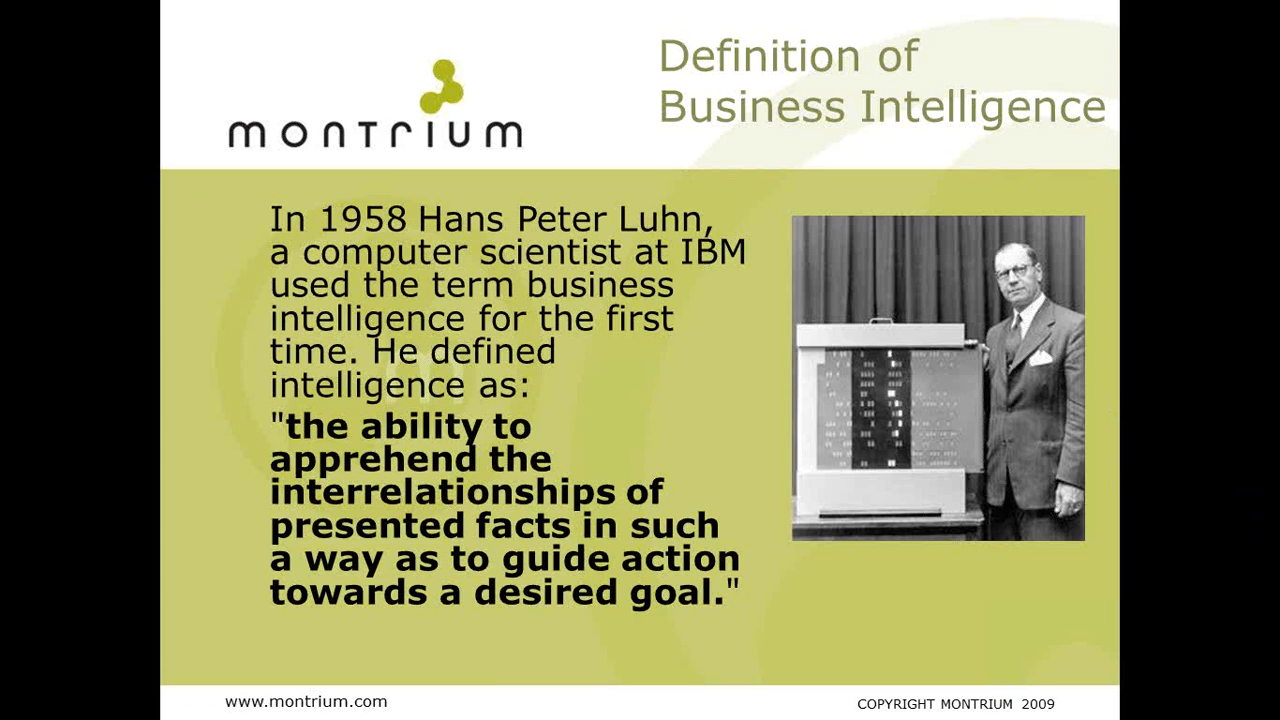 Definition of
Business Intelligence
montrium
In 1958 Hans Peter Luhn,
a computer scientist at IBM
used the term business
intelligence for the first
time. He defined
intelligence as:
"the ability to
apprehend the
interrelationships of
presented facts in such
a way as to guide action
towards a desired goal."
www.montrium.com
COPYRIGHT MONTRIUM 2009